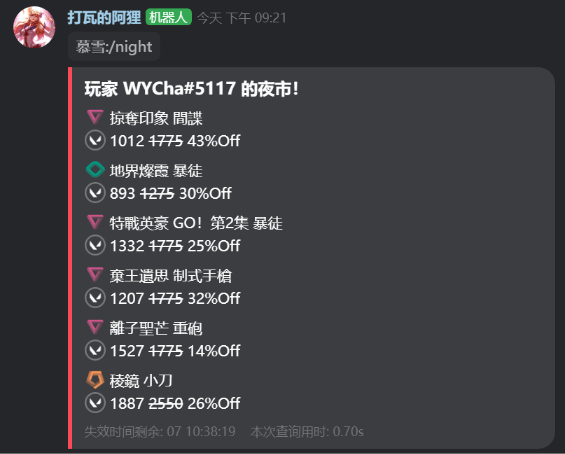 打瓦的阿狸 机器人 今天 下午 09:21
慕雪:/night
玩家 WYCha#5117 的夜市！
掠奪印象 間諜
1012 1775 43%Off
地界燦霞 暴徒
893 1275 30%Off
特戰英豪 GO！第2集 暴徒
1332 1775 25%Off
棄王遺思 制式手槍
1207 1775 32%Off
離子聖芒 重砲
1527 1775 14%Off
稜鏡 小刀
1887 2550 26%Off
失效时间剩余: 07 10:38:19 本次查询用时: 0.70s